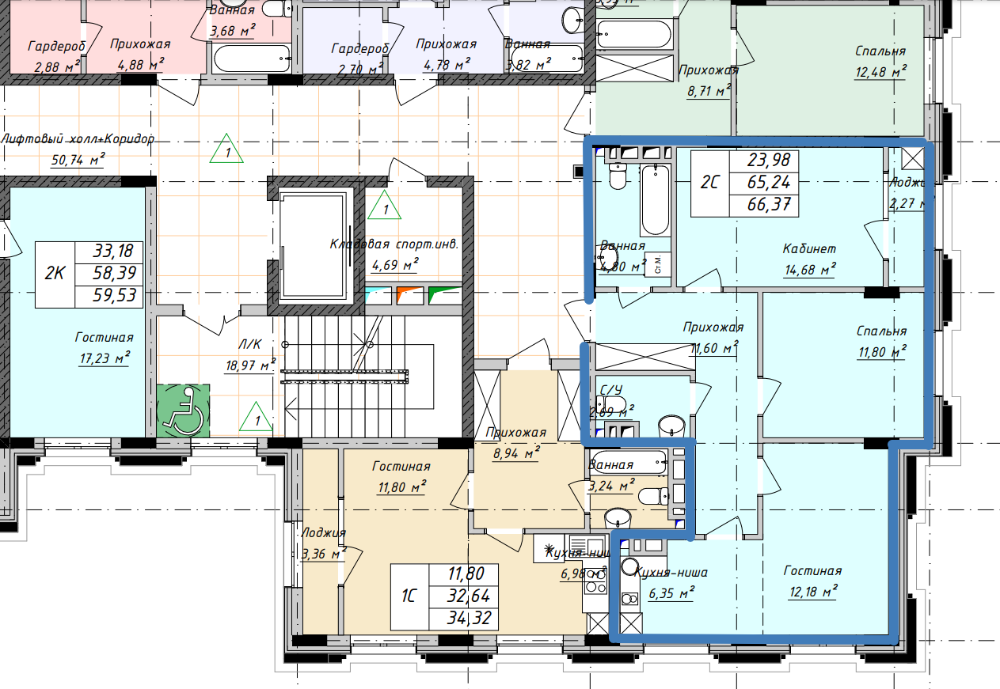 Ванная
3,68 м²
Гардероб
2,88 м²
Прихожая
4,88 м²
Гардероб
2,70 м²
Прихожая
4,78 м²
Ванная
3,82 м²
Прихожая
8,71 м²
Спальня
12,48 м²
Лифтовый холл+Коридор
50,74 м²
1
2К
33,18
58,39
59,53
Гостиная
17,23 м²
Л/К
18,97 м²
1
1
Кладовая спорт.инв.
4,69 м²
2С
23,98
65,24
66,37
Лоджи
2,27 м
Ванная
4,80 м²
Ст.М.
Кабинет
14,68 м²
Прихожая
11,60 м²
Спальня
11,80 м²
С/У
2,69 м²
Прихожая
8,94 м²
Гостиная
11,80 м²
Ванная
3,24 м²
Лоджия
3,36 м²
1С
11,80
32,64
34,32
Кухня-ниш
6,98 м²
Кухня-ниша
6,35 м²
Гостиная
12,18 м²